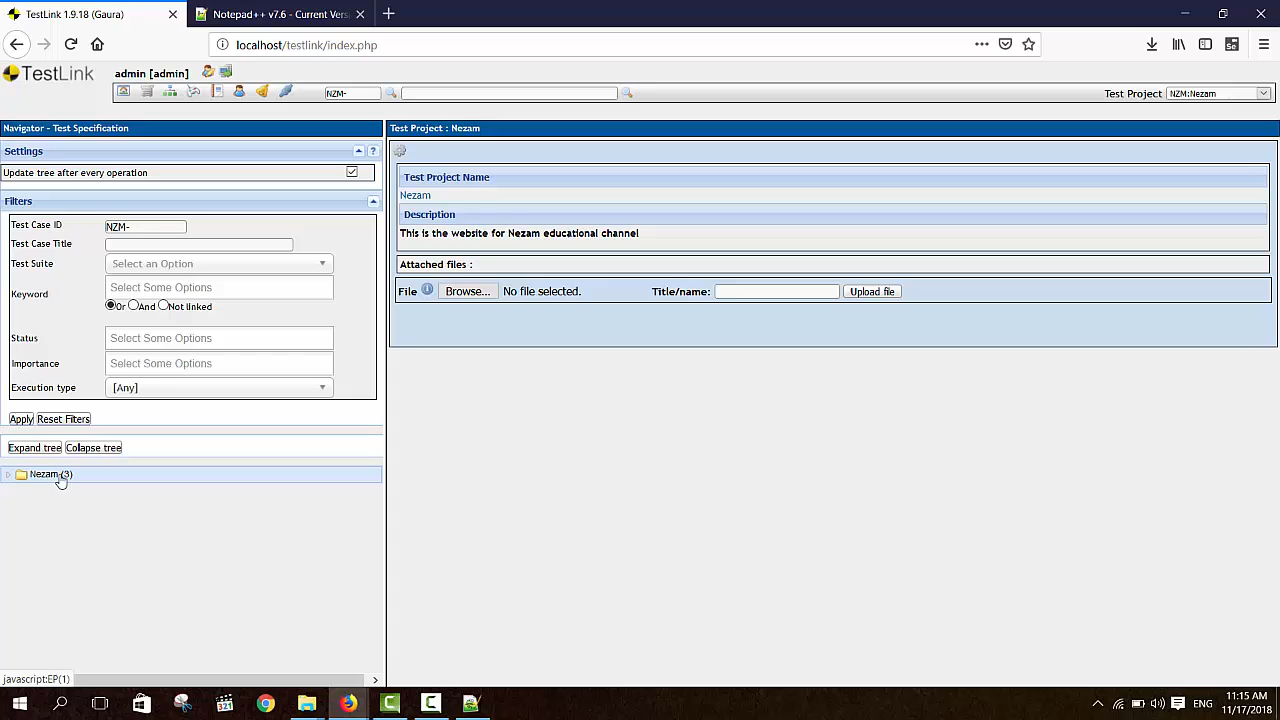 TestLink 1.9.18 (Gaura)
Notepad++ v7.6 - Current Vers
localhost/testlink/index.php
TestLink
admin [admin]
NZM-
Test Project NZM:Nezam
Navigator - Test Specification
Settings
?
Update tree after every operation
Filters
Test Case ID NZM-
Test Case Title
Test Suite Select an Option
Keyword Select Some Options
Or And Not linked
Status Select Some Options
Importance Select Some Options
Execution type [Any]
Apply Reset Filters
Expand tree Collapse tree
Nezam (3)
javascript:EP(1)
Test Project : Nezam
Test Project Name
Nezam
Description
This is the website for Nezam educational channel
Attached files :
File Browse... No file selected. Title/name: Upload file
321
ENG
11:15 AM
11/17/2018